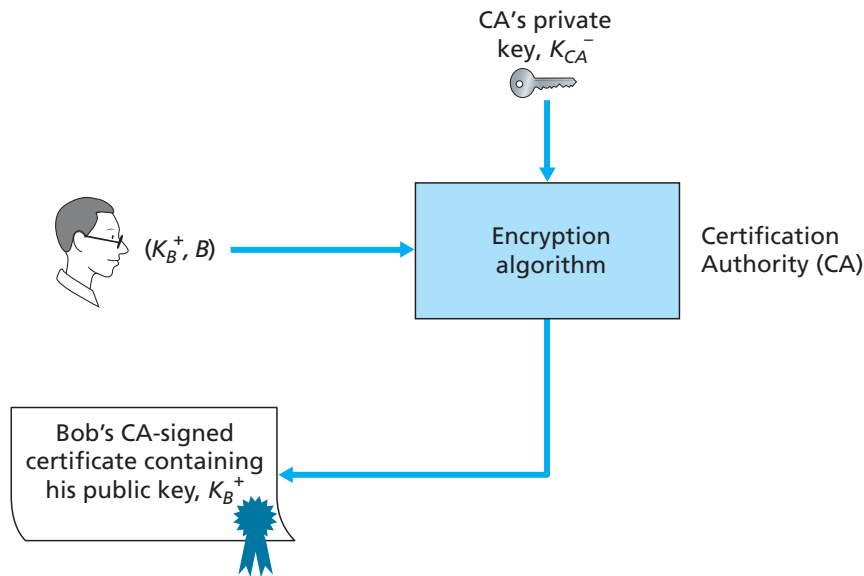 CA's private
key, K_CA^−
(K_B^+, B)
Encryption
algorithm
Certification
Authority (CA)
Bob's CA-signed
certificate containing
his public key, K_B^+